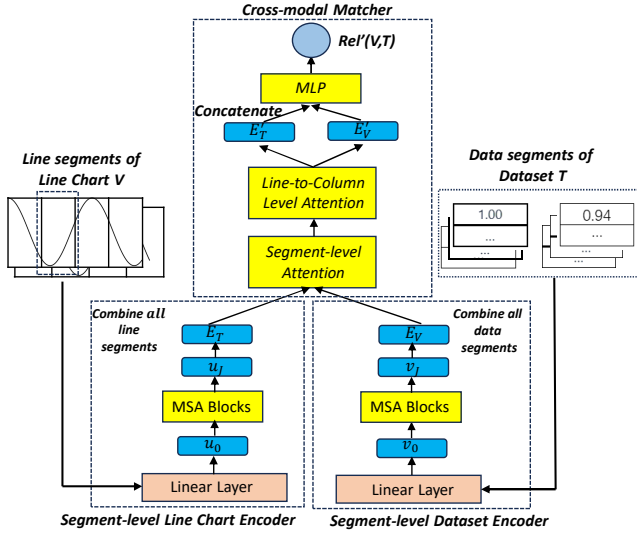 Cross-modal Matcher
Rel'(V,T)
MLP
Concatenate
E'_T
E'_V
Line segments of
Line Chart V
Data segments of
Dataset T
Line-to-Column
Level Attention
1.00
...
...
...
0.94
...
...
...
Segment-level
Attention
Combine all
line
segments
E_T
E_V
Combine all
data
segments
u_J
v_J
MSA Blocks
MSA Blocks
u_0
v_0
Linear Layer
Linear Layer
Segment-level Line Chart Encoder
Segment-level Dataset Encoder